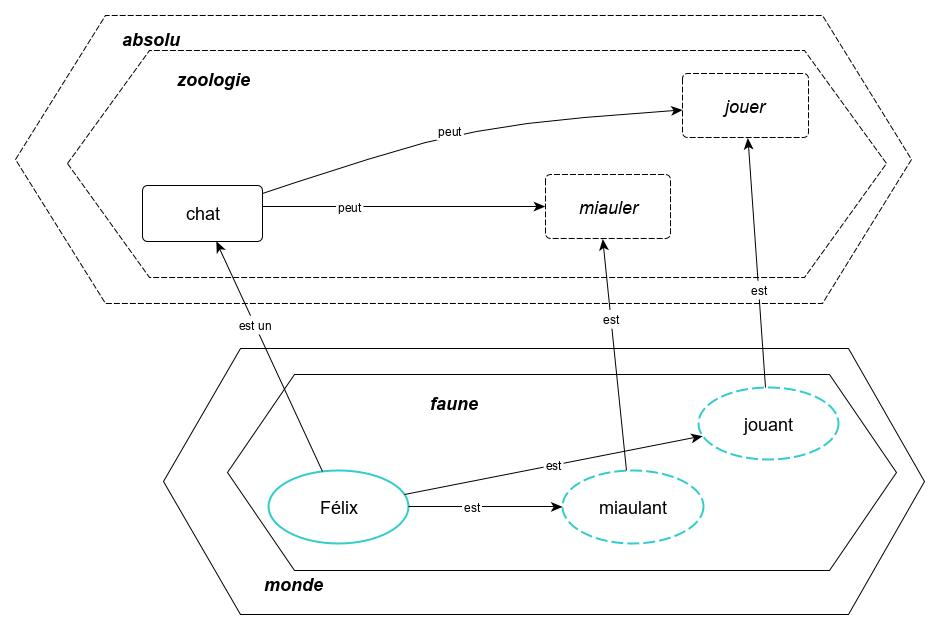 absolu
zoologie
jouer
peut
chat
peut
miauler
est
est un
est
faune
jouant
est
Félix
est
miaulant
monde